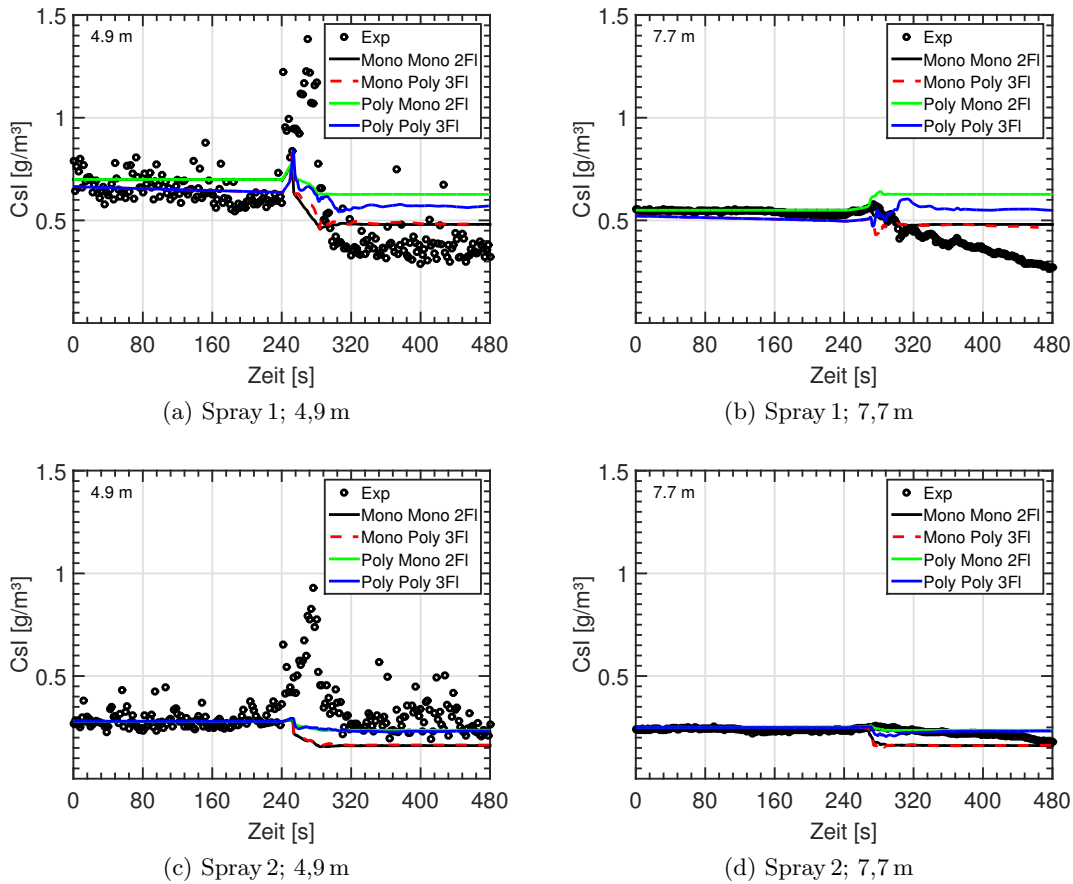 4.9 m
Exp
Mono Mono 2Fl
Mono Poly 3Fl
Poly Mono 2Fl
Poly Poly 3Fl
1.5
1
0.5
CsI [g/m³]
0 80 160 240 320 400 480
Zeit [s]
(a) Spray 1; 4,9 m
7.7 m
Exp
Mono Mono 2Fl
Mono Poly 3Fl
Poly Mono 2Fl
Poly Poly 3Fl
1.5
1
0.5
CsI [g/m³]
0 80 160 240 320 400 480
Zeit [s]
(b) Spray 1; 7,7 m
4.9 m
Exp
Mono Mono 2Fl
Mono Poly 3Fl
Poly Mono 2Fl
Poly Poly 3Fl
1.5
1
0.5
CsI [g/m³]
0 80 160 240 320 400 480
Zeit [s]
(c) Spray 2; 4,9 m
7.7 m
Exp
Mono Mono 2Fl
Mono Poly 3Fl
Poly Mono 2Fl
Poly Poly 3Fl
1.5
1
0.5
CsI [g/m³]
0 80 160 240 320 400 480
Zeit [s]
(d) Spray 2; 7,7 m